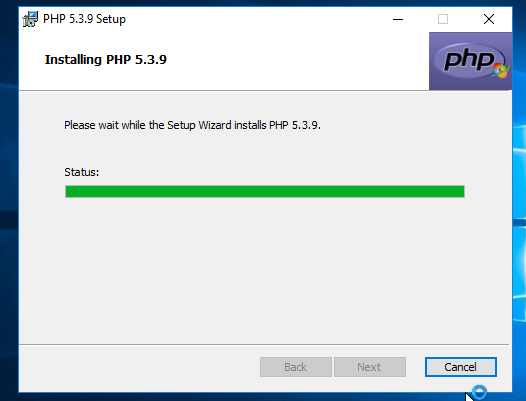 PHP 5.3.9 Setup
Installing PHP 5.3.9
php
Please wait while the Setup Wizard installs PHP 5.3.9.
Status:
Back
Next
Cancel